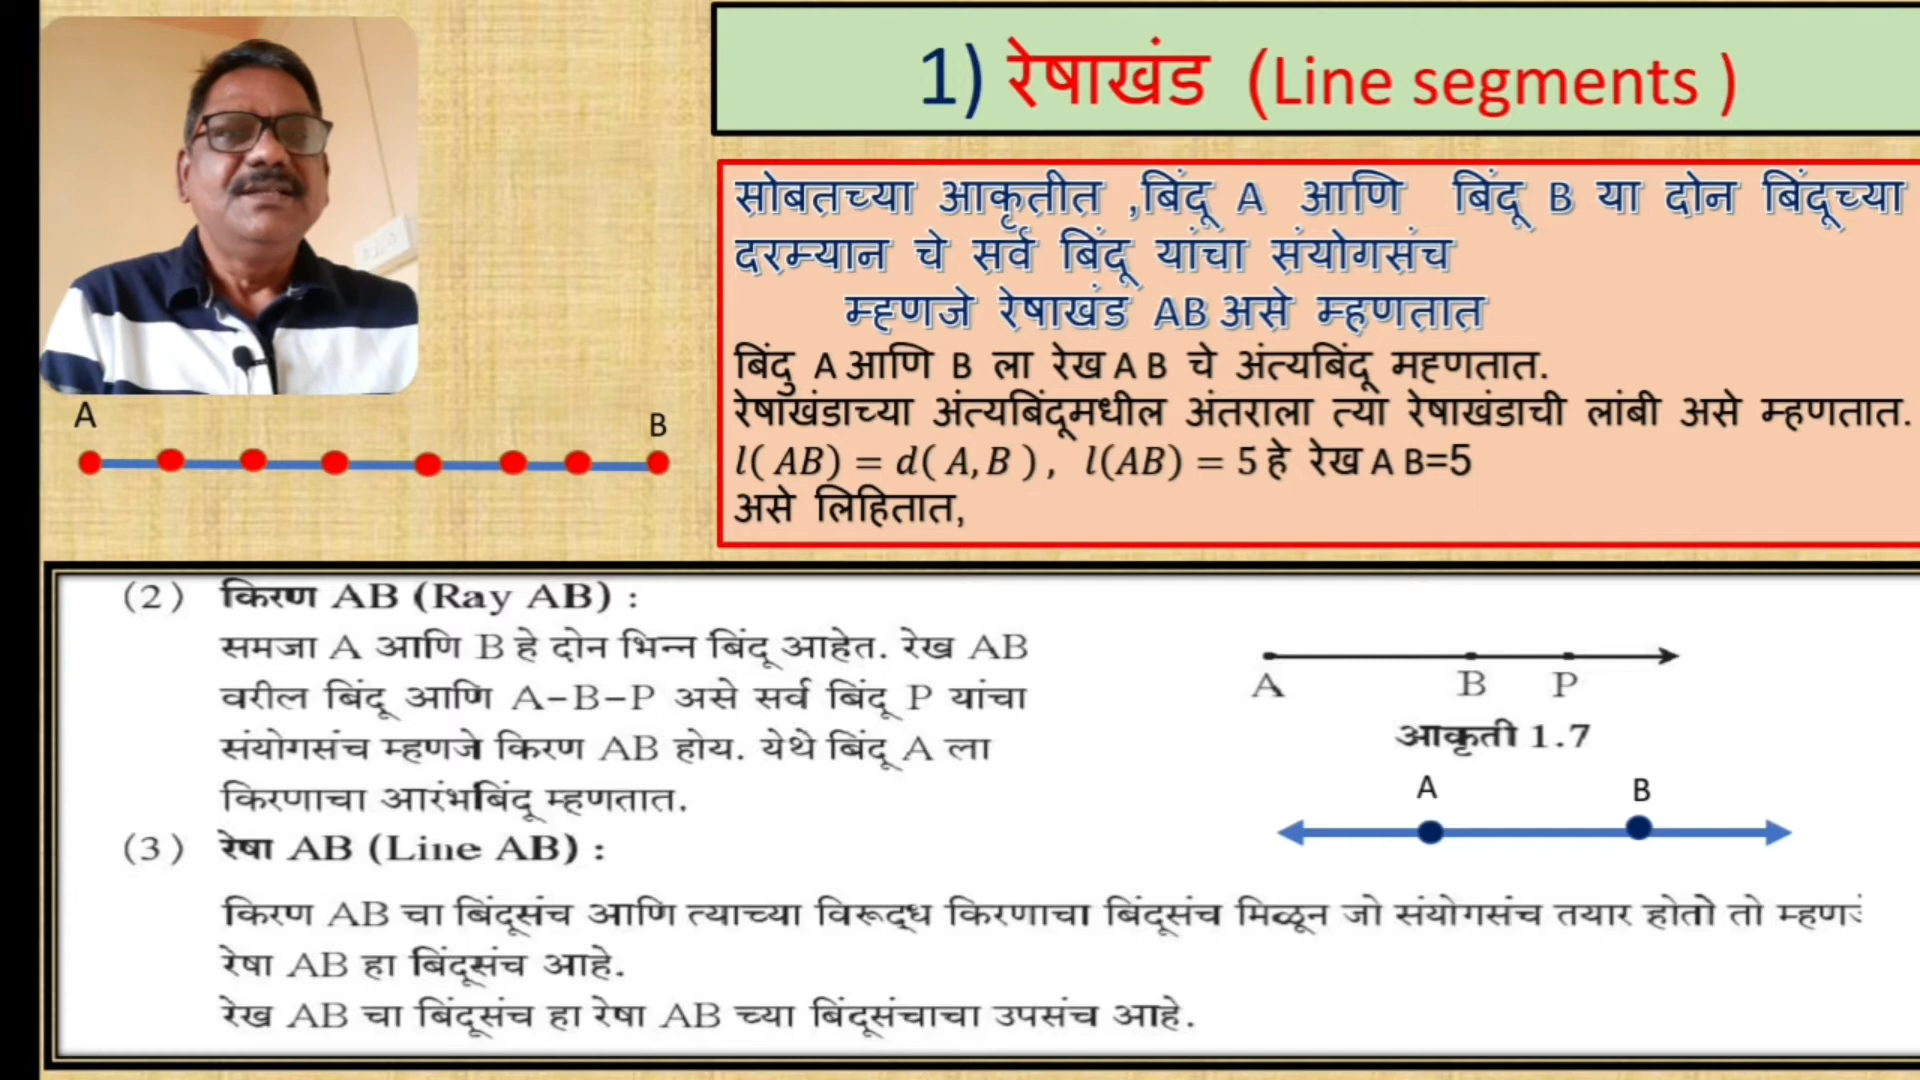 1) रेषाखंड (Line segments )
सोबतच्या आकृतीत ,बिंदू A आणि बिंदू B या दोन बिंदूच्या
दरम्यान चे सर्व बिंदू यांचा संयोगसंच
म्हणजे रेषाखंड AB असे म्हणतात
बिंदु A आणि B ला रेख A B चे अंत्यबिंदू मह्णतात.
रेषाखंडाच्या अंत्यबिंदूमधील अंतराला त्या रेषाखंडाची लांबी असे म्हणतात.
l( AB) = d( A, B ), l(AB) = 5 हे रेख A B=5
असे लिहितात,
A B
(2) किरण AB (Ray AB) :
समजा A आणि B हे दोन भिन्न बिंदू आहेत. रेख AB
वरील बिंदू आणि A-B-P असे सर्व बिंदू P यांचा
संयोगसंच म्हणजे किरण AB होय. येथे बिंदू A ला
किरणाचा आरंभबिंदू म्हणतात.
A B P
आकृती 1.7
A B
(3) रेषा AB (Line AB) :
किरण AB चा बिंदूसंच आणि त्याच्या विरूद्ध किरणाचा बिंदूसंच मिळून जो संयोगसंच तयार होतो तो
रेषा AB हा बिंदूसंच आहे.
रेख AB चा बिंदूसंच हा रेषा AB च्या बिंदूसंचाचा उपसंच आहे.